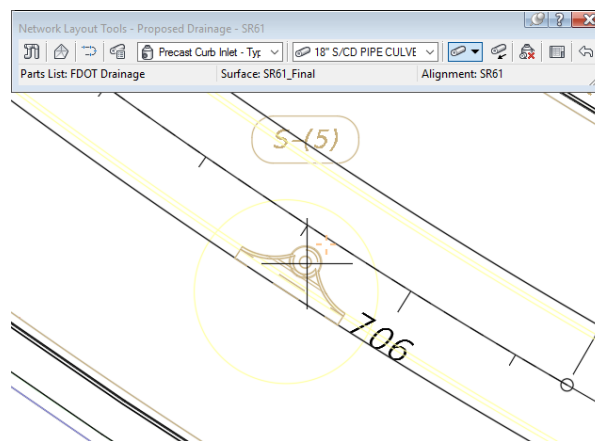 Network Layout Tools - Proposed Drainage - SR61
Precast Curb Inlet - Typ 18" S/CD PIPE CULVE
Parts List: FDOT Drainage Surface: SR61_Final Alignment: SR61
S-(5)
706